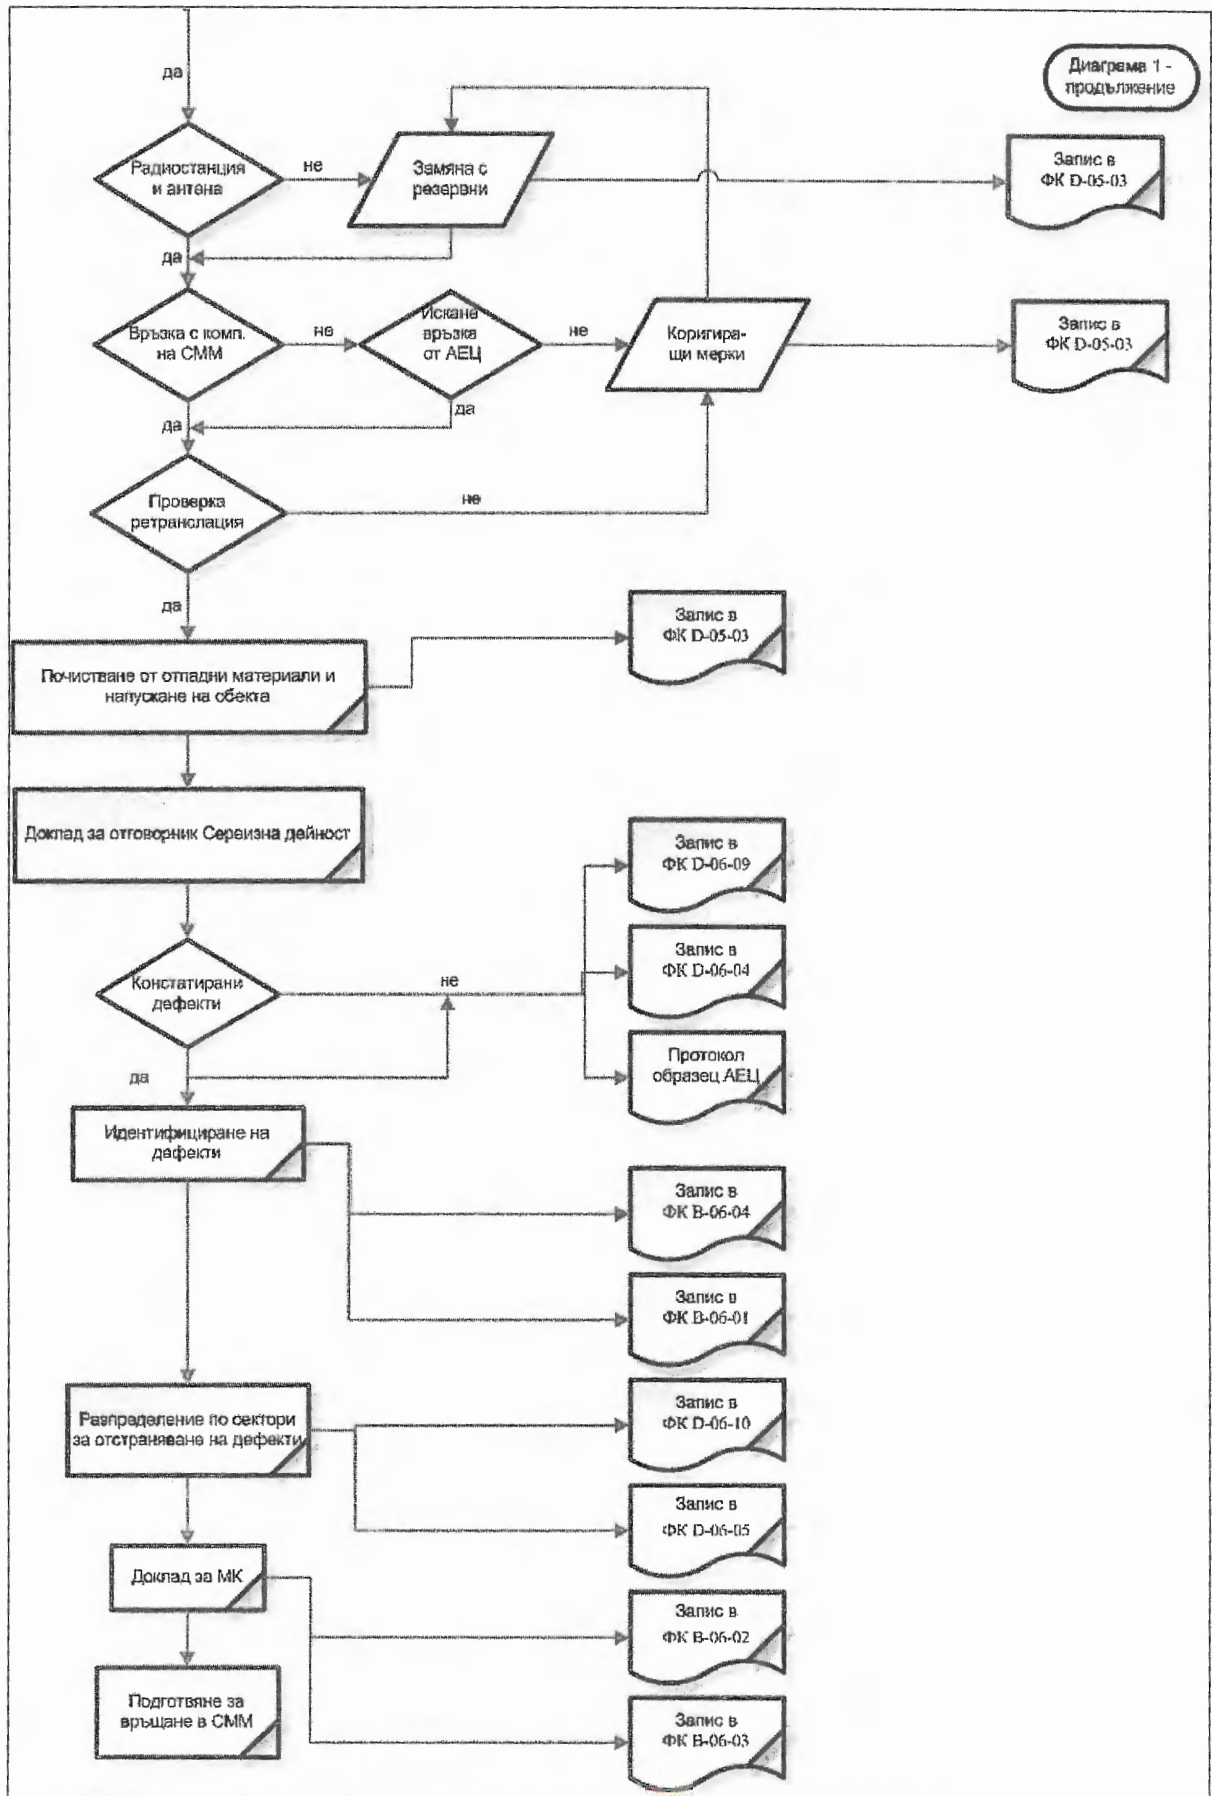 Диаграма 1 -
продължение
да
Радиостанция
и антена
не
Замяна с
резервни
Запис в
ФК D-05-03
да
Връзка с комп.
на СММ
не
Искане
връзка
от АЕЦ
не
Коригира-
щи мерки
Запис в
ФК D-05-03
да
да
Проверка
ретранслация
не
да
Запис в
ФК D-05-03
Почистване от отпадни материали и
напускане на обекта
Доклад за отговорник Сервизна дейност
Запис в
ФК D-06-09
Запис в
ФК D-06-04
Констатирани
дефекти
не
Протокол
образец АЕЦ
да
Идентифициране на
дефекти
Запис в
ФК B-06-04
Запис в
ФК B-06-01
Разпределение по сектори
за отстраняване на дефекти
Запис в
ФК D-06-10
Запис в
ФК D-06-05
Доклад за МК
Запис в
ФК B-06-02
Подготвяне за
връщане в СММ
Запис в
ФК B-06-03